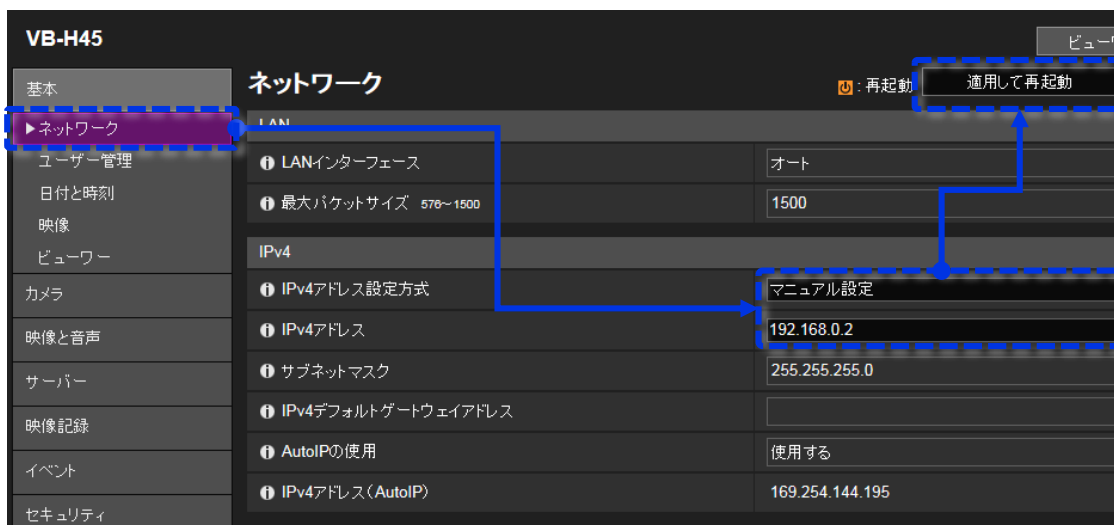 VB-H45
ビュー
基本
ネットワーク
: 再起動
適用して再起動
▶ネットワーク
LAN
ユーザー管理
LANインターフェース
オート
日付と時刻
最大パケットサイズ 576~1500
1500
映像
ビューワー
IPv4
カメラ
IPv4アドレス設定方式
マニュアル設定
映像と音声
IPv4アドレス
192.168.0.2
サーバー
サブネットマスク
255.255.255.0
映像記録
IPv4デフォルトゲートウェイアドレス
イベント
AutoIPの使用
使用する
セキュリティ
IPv4アドレス(AutoIP)
169.254.144.195